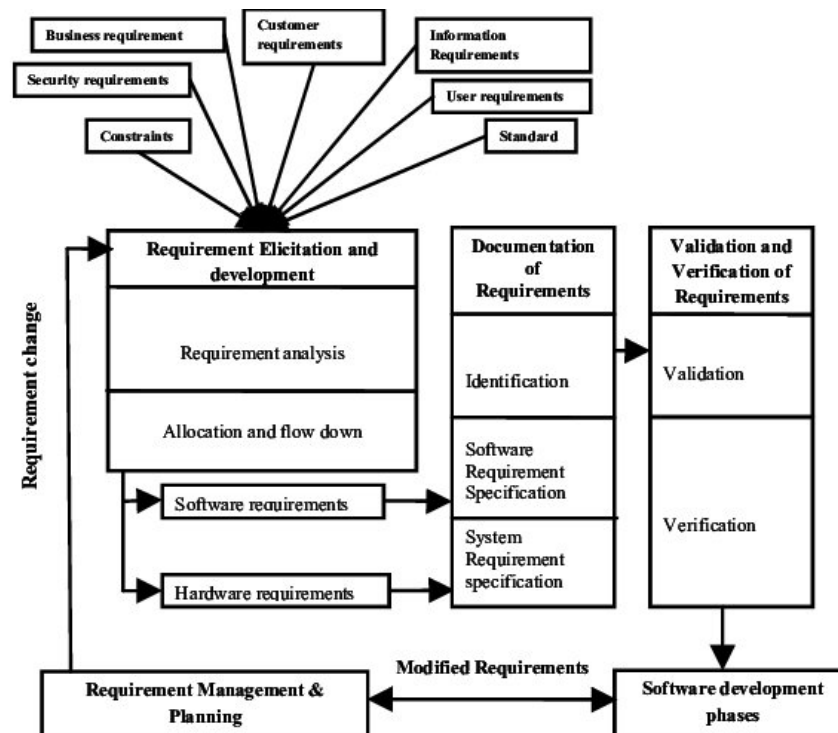 Business requirement
Customer
requirements
Information
Requirements
Security requirements
User requirements
Constraints
Standard
Requirement change
Requirement Elicitation and
development
Requirement analysis
Allocation and flow down
Software requirements
Hardware requirements
Documentation
of
Requirements
Identification
Software
Requirement
Specification
System
Requirement
specification
Validation and
Verification of
Requirements
Validation
Verification
Requirement Management &
Planning
Modified Requirements
Software development
phases